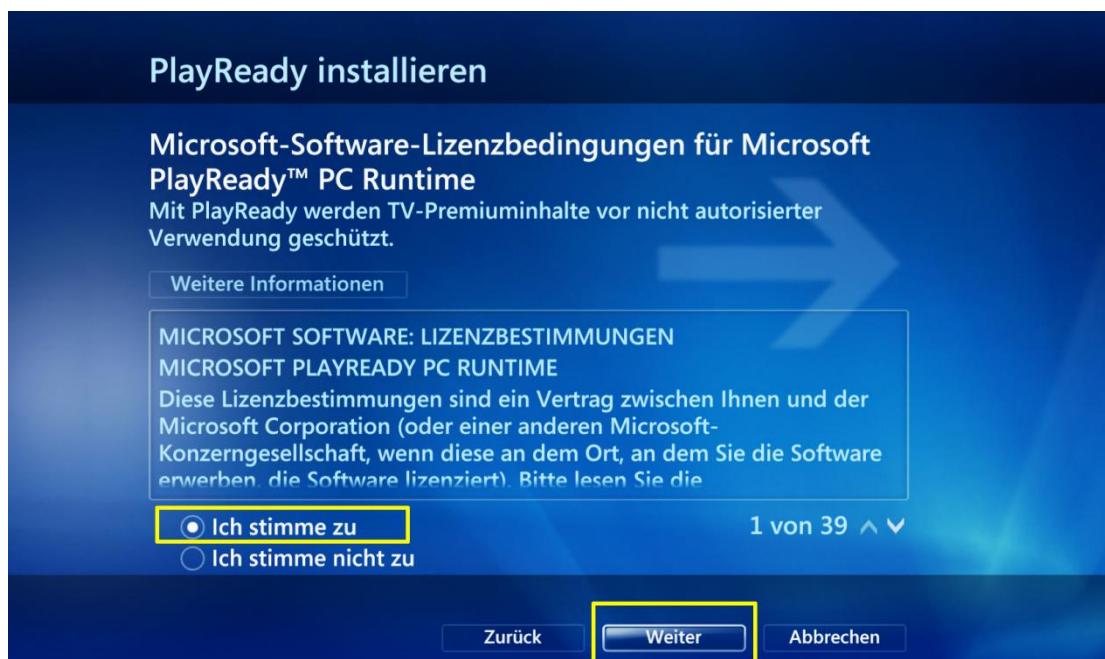 PlayReady installieren
Microsoft-Software-Lizenzbedingungen für Microsoft
PlayReady™ PC Runtime
Mit PlayReady werden TV-Premiuminhalte vor nicht autorisierter
Verwendung geschützt.
Weitere Informationen
MICROSOFT SOFTWARE: LIZENZBESTIMMUNGEN
MICROSOFT PLAYREADY PC RUNTIME
Diese Lizenzbestimmungen sind ein Vertrag zwischen Ihnen und der
Microsoft Corporation (oder einer anderen Microsoft-
Konzerngesellschaft, wenn diese an dem Ort, an dem Sie die Software
erwerben, die Software lizenziert). Bitte lesen Sie die
Ich stimme zu
1 von 39
Ich stimme nicht zu
Zurück
Weiter
Abbrechen